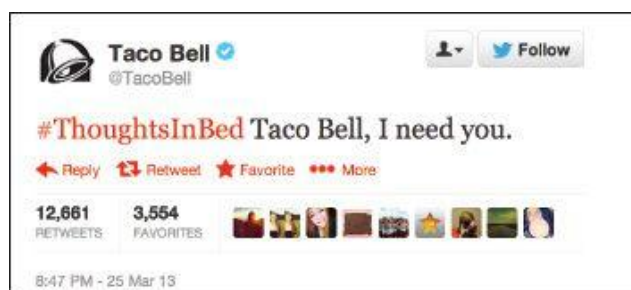 Taco Bell
Follow
@TacoBell
#ThoughtsInBed Taco Bell, I need you.
Reply Retweet Favorite More
12,661 3,554
RETWEETS FAVORITES
8:47 PM - 25 Mar 13